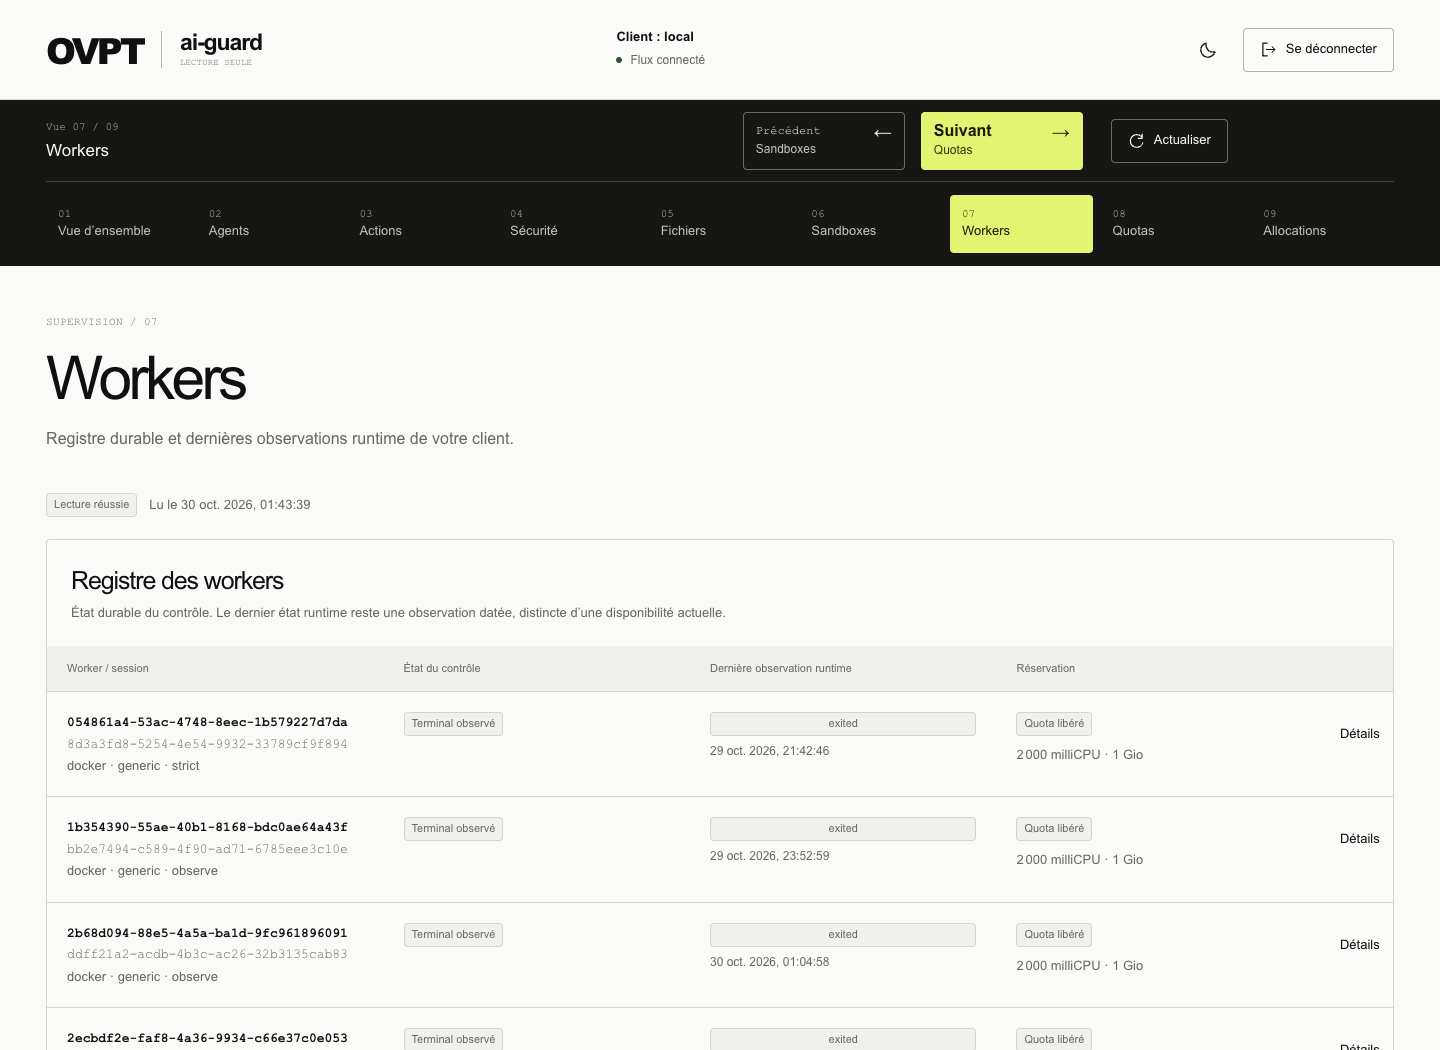 OVPT
ai-guard
LECTURE SEULE
Client : local
Flux connecté
Se déconnecter
Vue 07 / 09
Workers
Précédent
Sandboxes
←
Suivant
Quotas
→
Actualiser
01
Vue d’ensemble
02
Agents
03
Actions
04
Sécurité
05
Fichiers
06
Sandboxes
07
Workers
08
Quotas
09
Allocations
SUPERVISION / 07
Workers
Registre durable et dernières observations runtime de votre client.
Lecture réussie
Lu le 30 oct. 2026, 01:43:39
Registre des workers
État durable du contrôle. Le dernier état runtime reste une observation datée, distincte d’une disponibilité actuelle.
Worker / session
État du contrôle
Dernière observation runtime
Réservation
054861a4-53ac-4748-8eec-1b579227d7da
8d3a3fd8-5254-4e54-9932-33789cf9f894
docker · generic · strict
Terminal observé
exited
29 oct. 2026, 21:42:46
Quota libéré
2 000 milliCPU · 1 Gio
Détails
1b354390-55ae-40b1-8168-bdc0ae64a43f
bb2e7494-c589-4f90-ad71-6785eee3c10e
docker · generic · observe
Terminal observé
exited
29 oct. 2026, 23:52:59
Quota libéré
2 000 milliCPU · 1 Gio
Détails
2b68d094-88e5-4a5a-ba1d-9fc961896091
ddff21a2-acdb-4b3c-ac26-32b3135cab83
docker · generic · observe
Terminal observé
exited
30 oct. 2026, 01:04:58
Quota libéré
2 000 milliCPU · 1 Gio
Détails
2ecbdf2e-faf8-4a36-9934-c66e37c0e053
Terminal observé
exited
Quota libéré
Détails